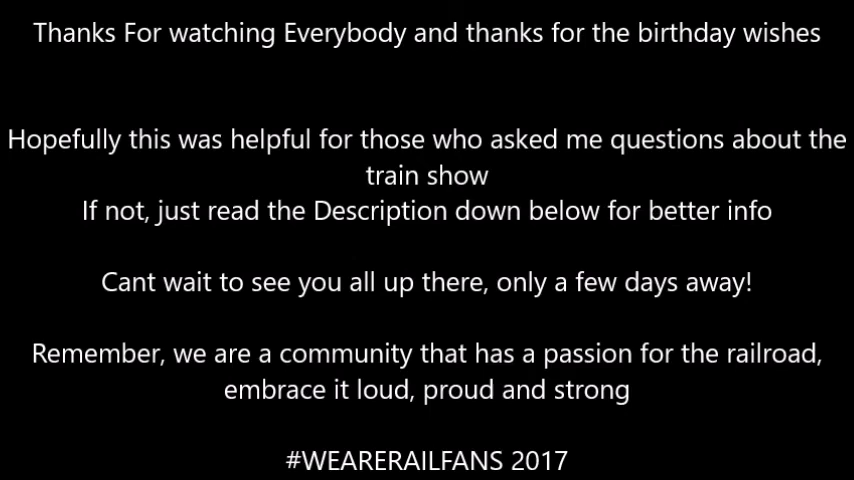 Thanks For watching Everybody and thanks for the birthday wishes
Hopefully this was helpful for those who asked me questions about the
train show
If not, just read the Description down below for better info
Cant wait to see you all up there, only a few days away!
Remember, we are a community that has a passion for the railroad,
embrace it loud, proud and strong
#WEARERAILFANS 2017